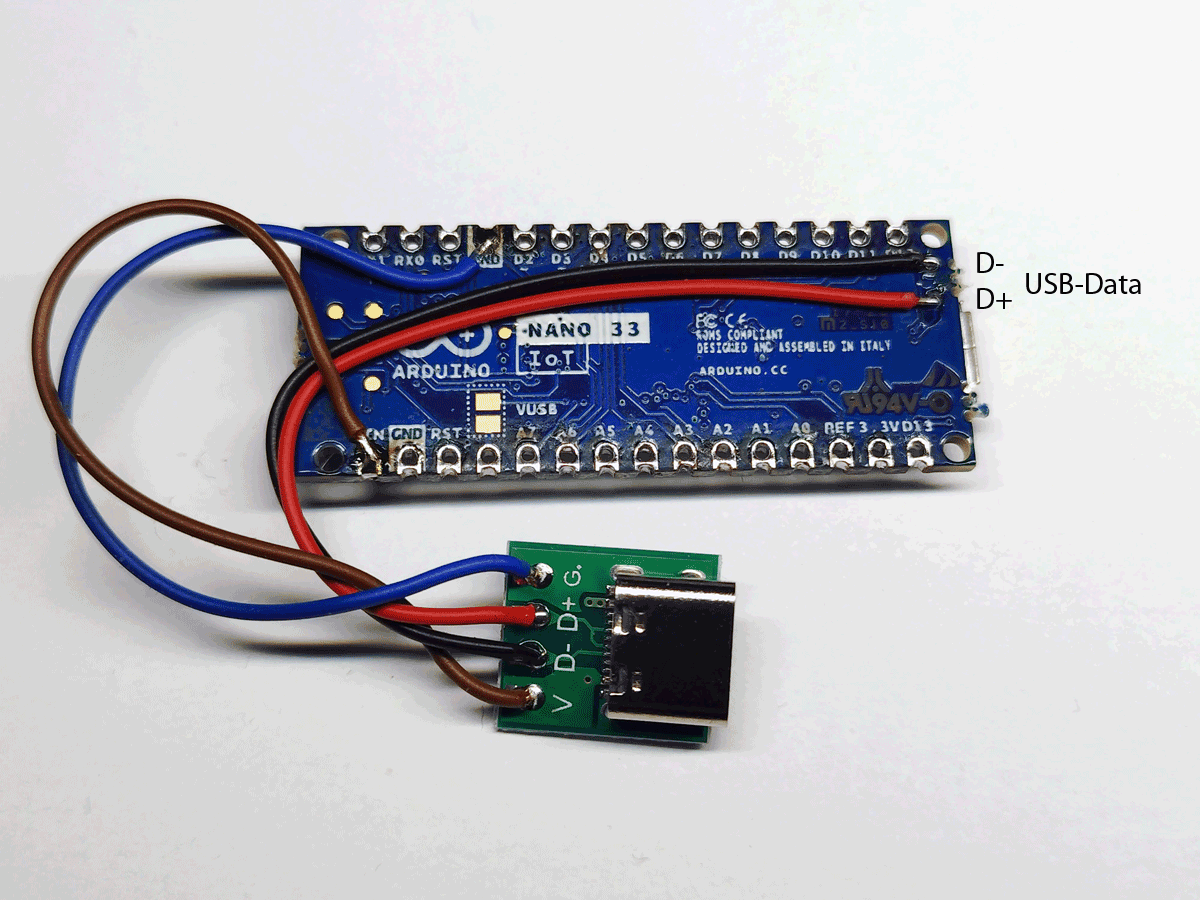 RX0 RST D2 D3 D4 D5 D6 D7 D8 D9 D10 D11
D-
USB-Data
D+
NANO 33
IoT
FC CE
ROHS COMPLIANT
DESIGNED AND ASSEMBLED IN ITALY
ARDUINO.CC
ARDUINO
VUSB
94V-0
GND RST A7 A6 A5 A4 A3 A2 A1 A0 REF 3.3V D13
G.
D+
D-
V